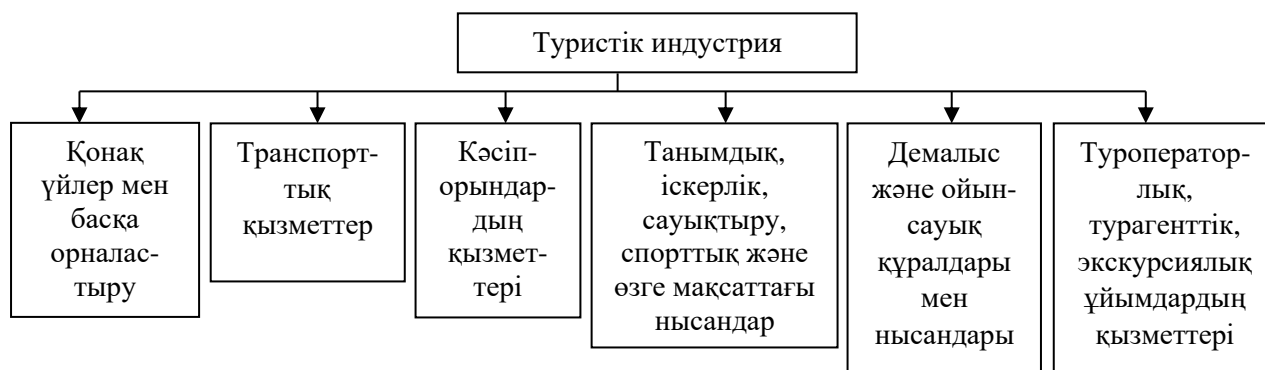 Туристік индустрия
Қонақ
үйлер мен
басқа
орналас-
тыру
Транспорт-
тық
қызметтер
Кәсіп-
орындар-
дың
қызмет-
тері
Танымдық,
іскерлік,
сауықтыру,
спорттық және
өзге мақсаттағы
нысандар
Демалыс
және ойын-
сауық
құралдары
мен
нысандары
Туроператор-
лық,
турагенттік,
экскурсиялық
ұйымдардың
қызметтері